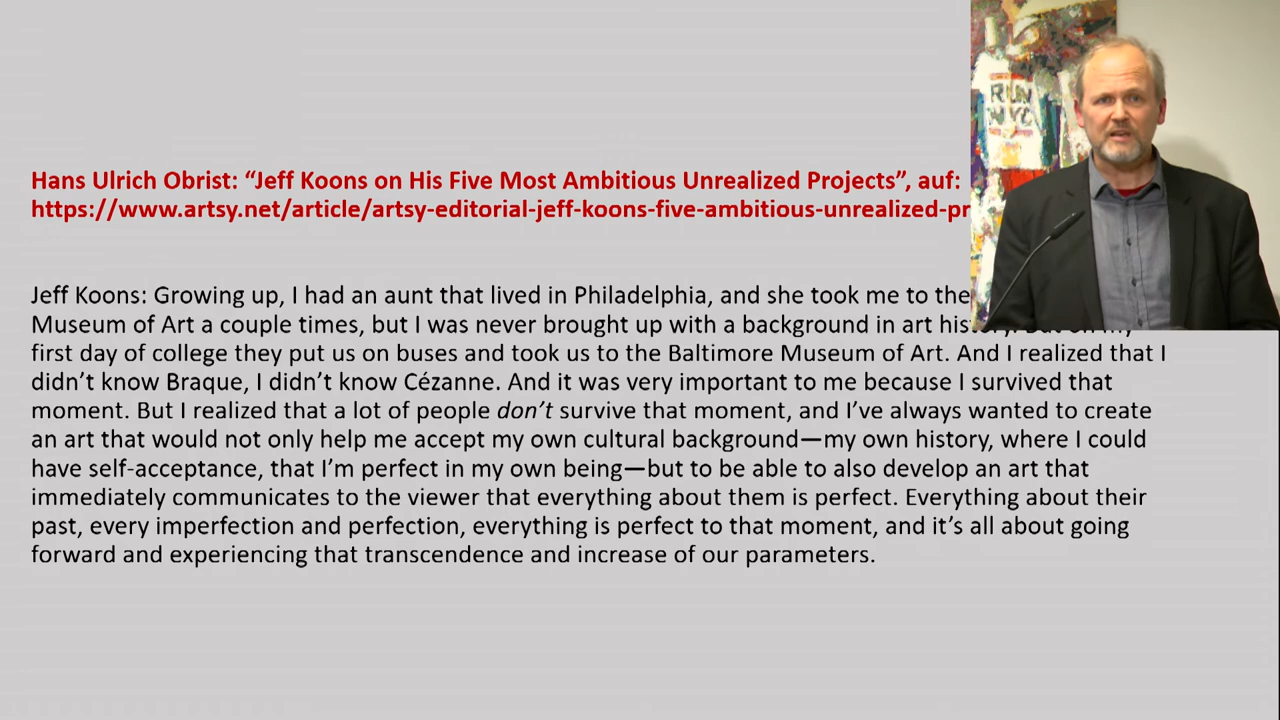 Hans Ulrich Obrist: “Jeff Koons on His Five Most Ambitious Unrealized Projects”, auf:
https://www.artsy.net/article/artsy-editorial-jeff-koons-five-ambitious-unrealized-pr
RUN
NYC
Jeff Koons: Growing up, I had an aunt that lived in Philadelphia, and she took me to the
Museum of Art a couple times, but I was never brought up with a background in art history. But on my
first day of college they put us on buses and took us to the Baltimore Museum of Art. And I realized that I
didn’t know Braque, I didn’t know Cézanne. And it was very important to me because I survived that
moment. But I realized that a lot of people don’t survive that moment, and I’ve always wanted to create
an art that would not only help me accept my own cultural background—my own history, where I could
have self-acceptance, that I’m perfect in my own being—but to be able to also develop an art that
immediately communicates to the viewer that everything about them is perfect. Everything about their
past, every imperfection and perfection, everything is perfect to that moment, and it’s all about going
forward and experiencing that transcendence and increase of our parameters.